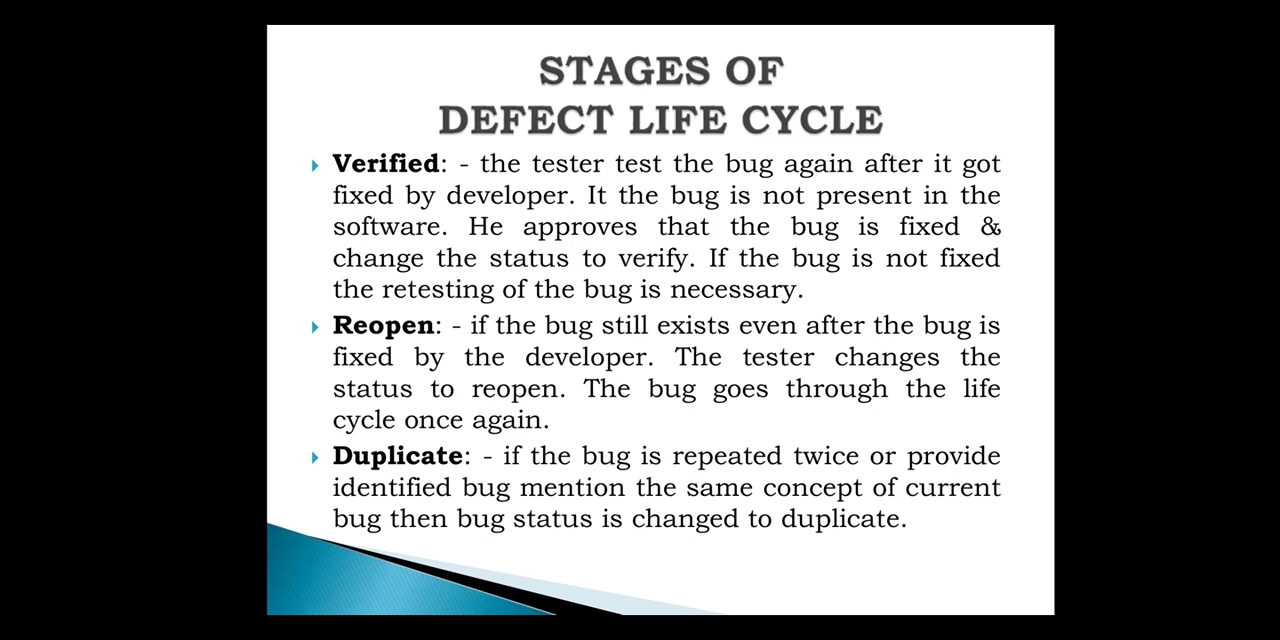 STAGES OF
DEFECT LIFE CYCLE
Verified: - the tester test the bug again after it got
fixed by developer. It the bug is not present in the
software. He approves that the bug is fixed &
change the status to verify. If the bug is not fixed
the retesting of the bug is necessary.
Reopen: - if the bug still exists even after the bug is
fixed by the developer. The tester changes the
status to reopen. The bug goes through the life
cycle once again.
Duplicate: - if the bug is repeated twice or provide
identified bug mention the same concept of current
bug then bug status is changed to duplicate.